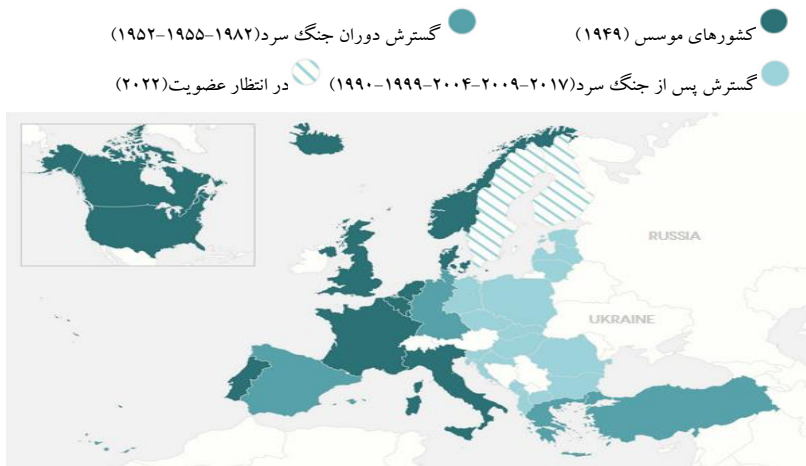 کشورهای موسس (۱۹۴۹)
گسترش دوران جنگ سرد(۱۹۸۲-۱۹۵۵-۱۹۵۲)
گسترش پس از جنگ سرد(۲۰۱۷-۲۰۰۹-۲۰۰۴-۱۹۹۹-۱۹۹۰)
در انتظار عضویت(۲۰۲۲)
RUSSIA
UKRAINE